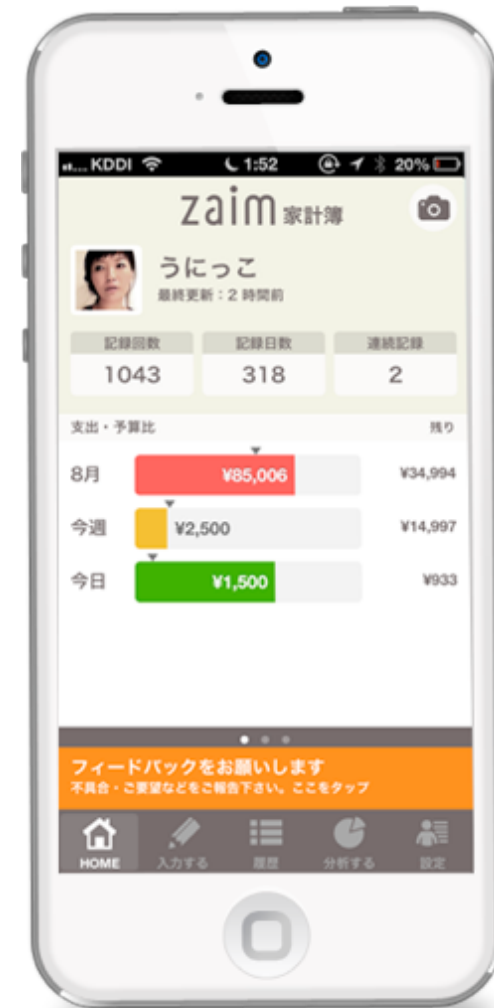 KDDI 1:52 20%
zaim 家計簿
うにっこ
最終更新：2 時間前
記録回数 記録日数 連続記録
1043 318 2
支出・予算比 残り
8月 ¥85,006 ¥34,994
今週 ¥2,500 ¥14,997
今日 ¥1,500 ¥933
フィードバックをお願いします
不具合・ご要望などをご報告下さい。ここをタップ
HOME 入力する 履歴 分析する 設定